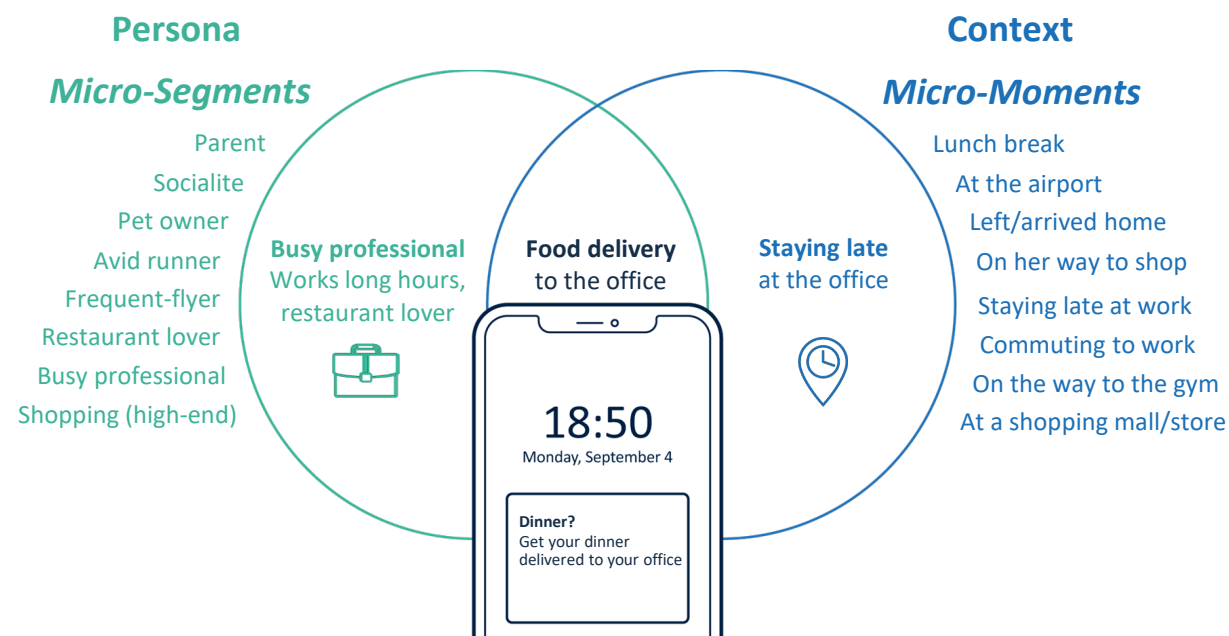 Persona
Micro-Segments
Parent
Socialite
Pet owner
Avid runner
Frequent-flyer
Restaurant lover
Busy professional
Shopping (high-end)
Busy professional
Works long hours,
restaurant lover
Food delivery
to the office
18:50
Monday, September 4
Dinner?
Get your dinner
delivered to your office
Staying late
at the office
Context
Micro-Moments
Lunch break
At the airport
Left/arrived home
On her way to shop
Staying late at work
Commuting to work
On the way to the gym
At a shopping mall/store